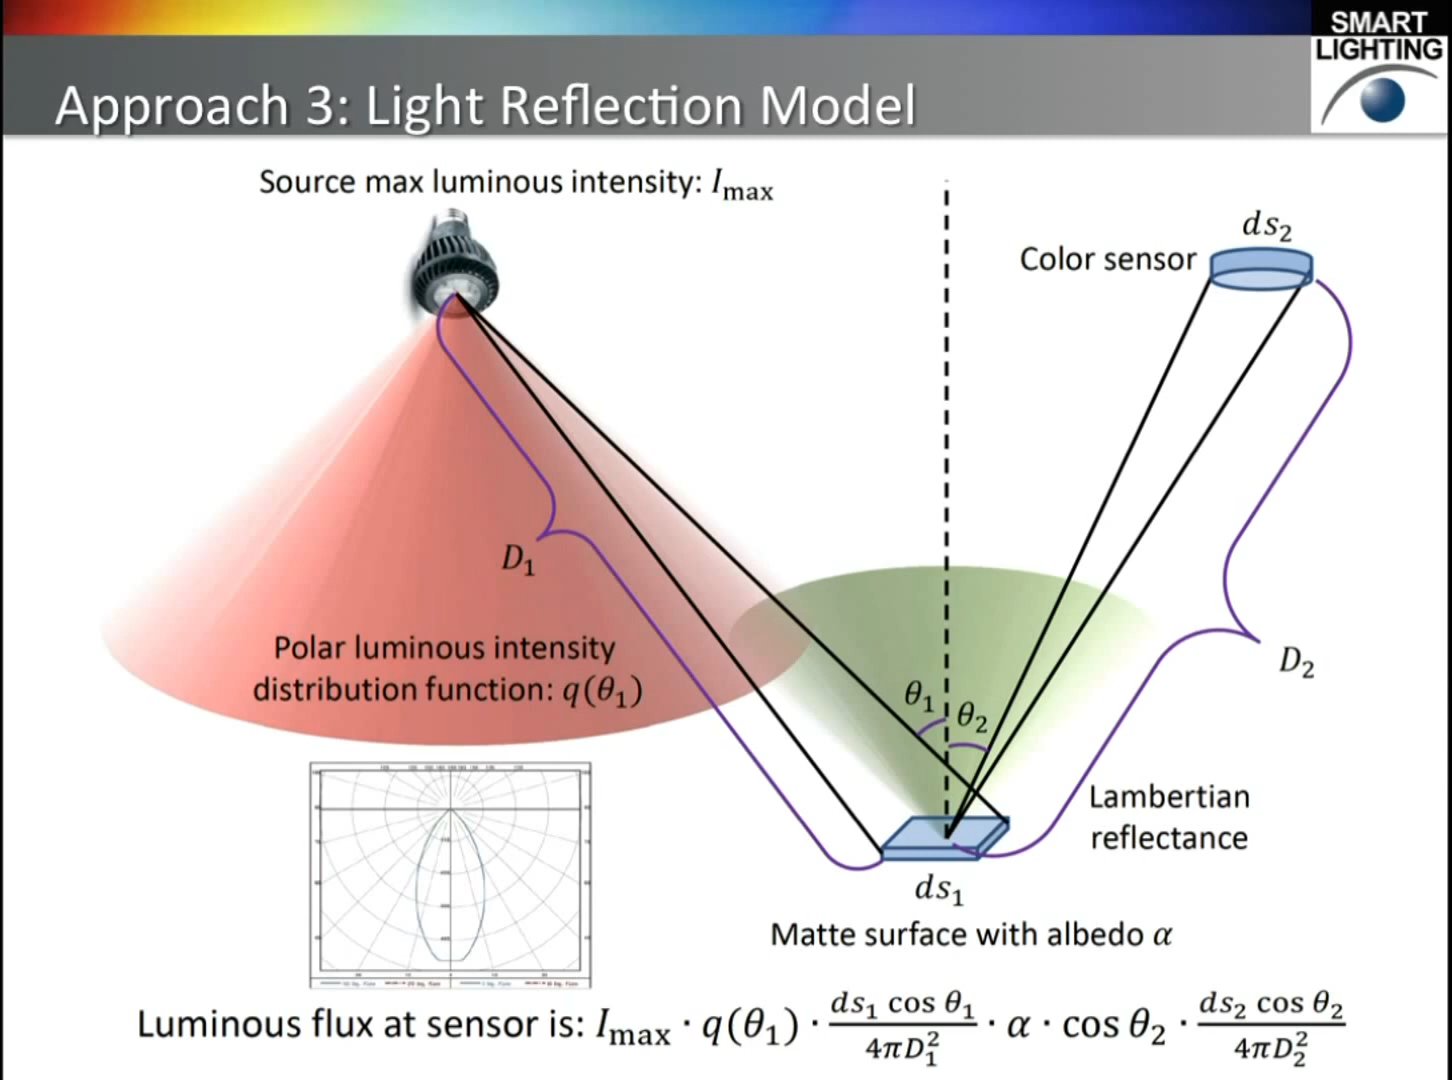 SMART
LIGHTING
Approach 3: Light Reflection Model
Source max luminous intensity: I_max
ds₂
Color sensor
D₁
Polar luminous intensity
distribution function: q(θ₁)
θ₁
θ₂
D₂
Lambertian
reflectance
ds₁
Matte surface with albedo α
Luminous flux at sensor is: I_max · q(θ₁) · (ds₁ cos θ₁)/(4πD₁²) · α · cos θ₂ · (ds₂ cos θ₂)/(4πD₂²)